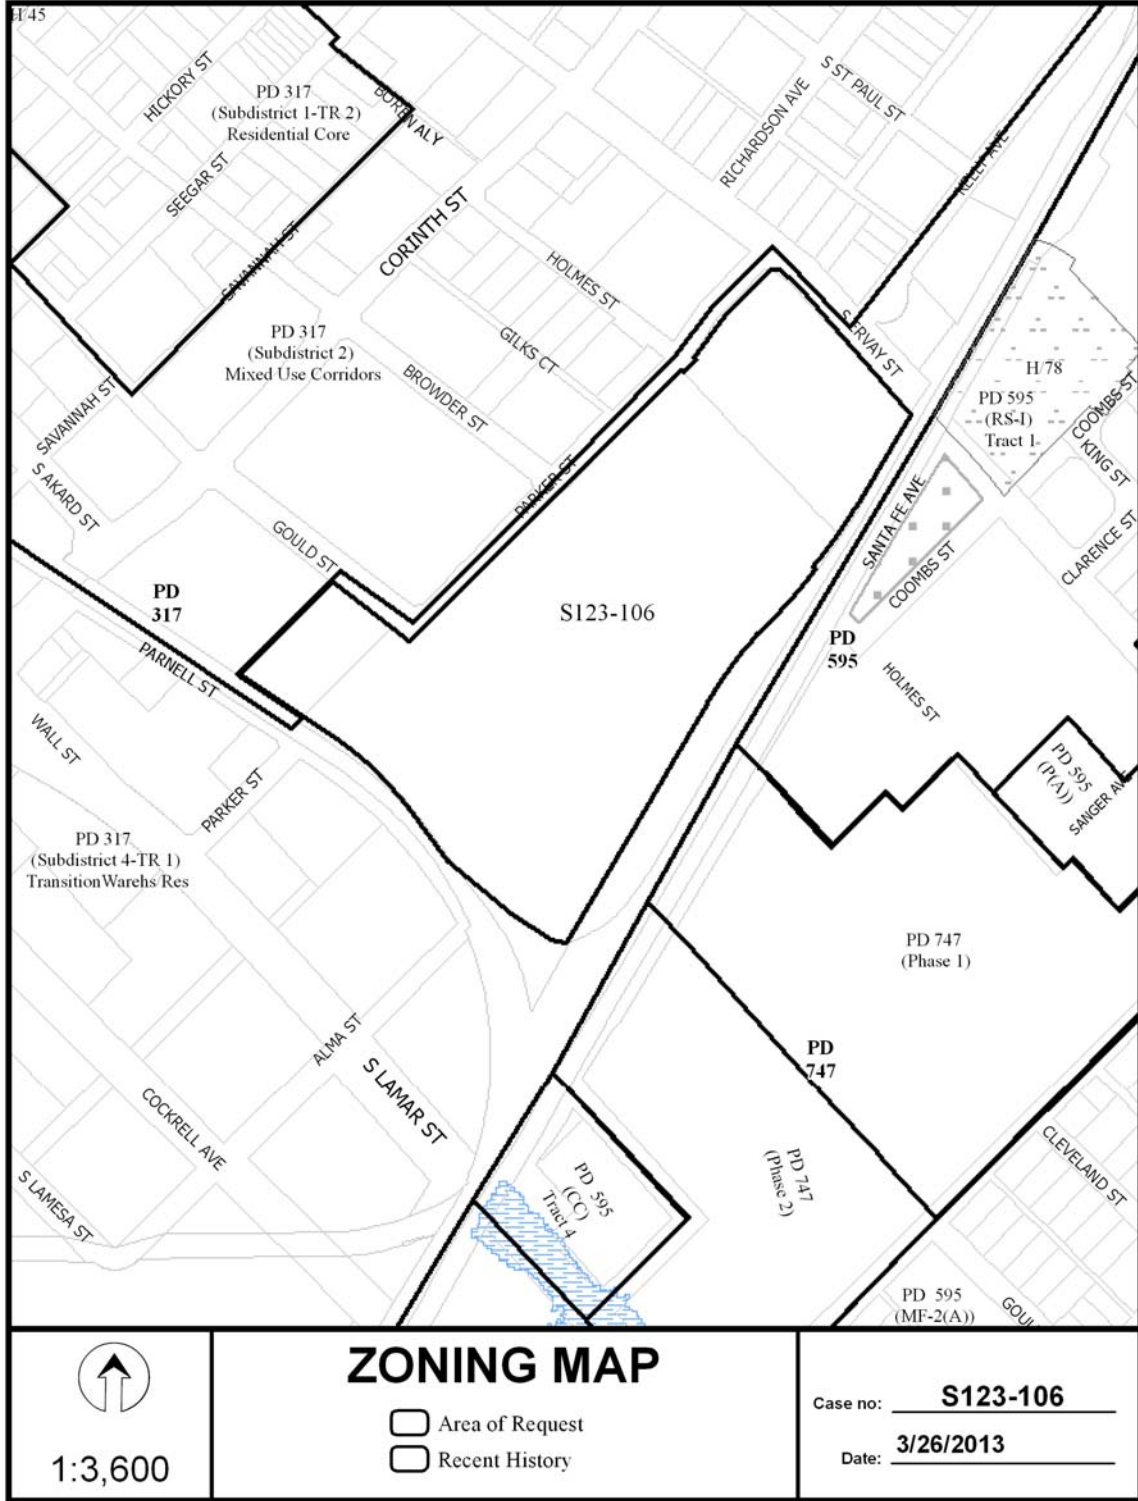 H/45
HICKORY ST
PD 317
(Subdistrict 1-TR 2)
Residential Core
BOREN ALY
S ST PAUL ST
RICHARDSON AVE
KELLY AVE
SEEGAR ST
SAVANNAH ST
CORINTH ST
HOLMES ST
S ERVAY ST
PD 317
(Subdistrict 2)
Mixed Use Corridors
GILKS CT
BROWDER ST
H/78
PD 595
(RS-I)
Tract 1
COOMBS ST
KING ST
SAVANNAH ST
S AKARD ST
PARKER ST
SANTA FE AVE
COOMBS ST
CLARENCE ST
GOULD ST
PD
317
S123-106
PARNELL ST
PD
595
HOLMES ST
WALL ST
PARKER ST
PD 595
(P(A))
SANGER AVE
PD 317
(Subdistrict 4-TR 1)
TransitionWarehs Res
PD 747
(Phase 1)
ALMA ST
S LAMAR ST
PD
747
COCKRELL AVE
CLEVELAND ST
PD 747
(Phase 2)
PD 595
(CC)
Tract 4
S LAMESA ST
PD 595
(MF-2(A))
GOUL
1:3,600
ZONING MAP
Area of Request
Recent History
Case no: S123-106
Date: 3/26/2013